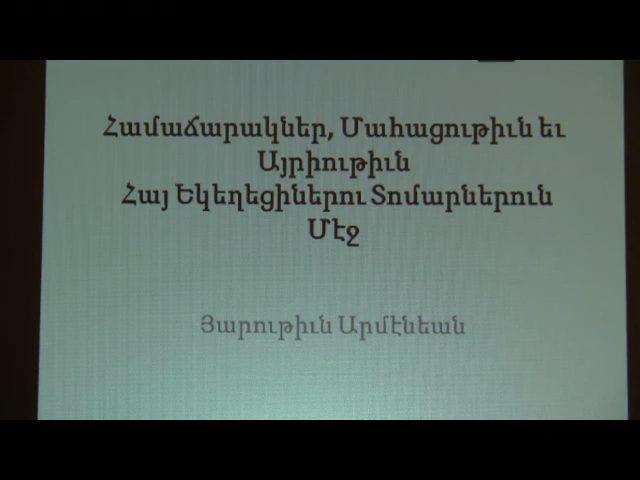 Համաճարակներ, Մահացութիւն եւ
Այրիութիւն
Հայ Եկեղեցիներու Տոմարներուն
Մէջ
Յարութիւն Արմէնեան